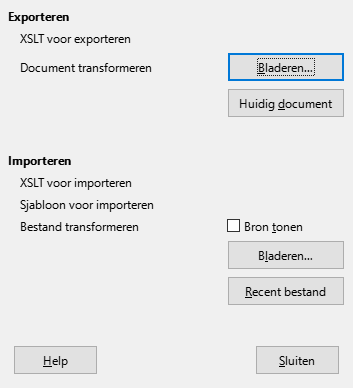 Exporteren
XSLT voor exporteren
Document transformeren
Bladeren...
Huidig document
Importeren
XSLT voor importeren
Sjabloon voor importeren
Bestand transformeren
Bron tonen
Bladeren...
Recent bestand
Help
Sluiten